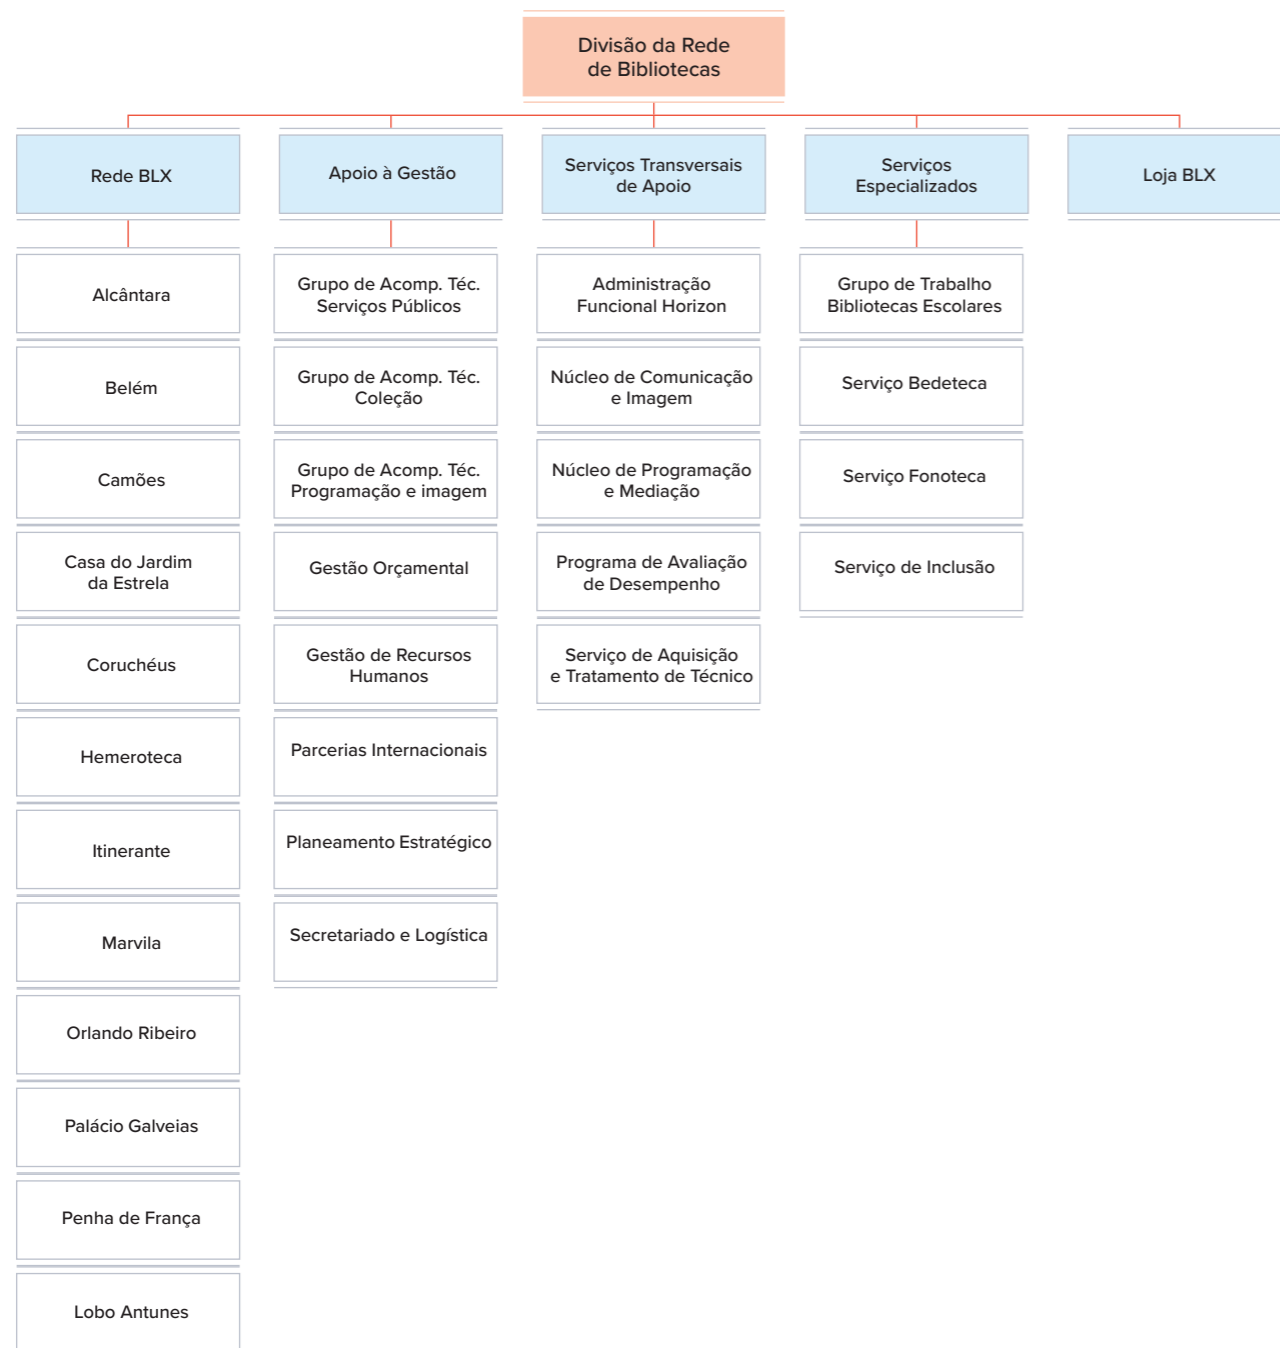 Divisão da Rede
de Bibliotecas
Rede BLX
Apoio à Gestão
Serviços Transversais
de Apoio
Serviços
Especializados
Loja BLX
Alcântara
Belém
Camões
Casa do Jardim
da Estrela
Coruchéus
Hemeroteca
Itinerante
Marvila
Orlando Ribeiro
Palácio Galveias
Penha de França
Lobo Antunes
Grupo de Acomp. Téc.
Serviços Públicos
Grupo de Acomp. Téc.
Coleção
Grupo de Acomp. Téc.
Programação e imagem
Gestão Orçamental
Gestão de Recursos
Humanos
Parcerias Internacionais
Planeamento Estratégico
Secretariado e Logística
Administração
Funcional Horizon
Núcleo de Comunicação
e Imagem
Núcleo de Programação
e Mediação
Programa de Avaliação
de Desempenho
Serviço de Aquisição
e Tratamento de Técnico
Grupo de Trabalho
Bibliotecas Escolares
Serviço Bedeteca
Serviço Fonoteca
Serviço de Inclusão